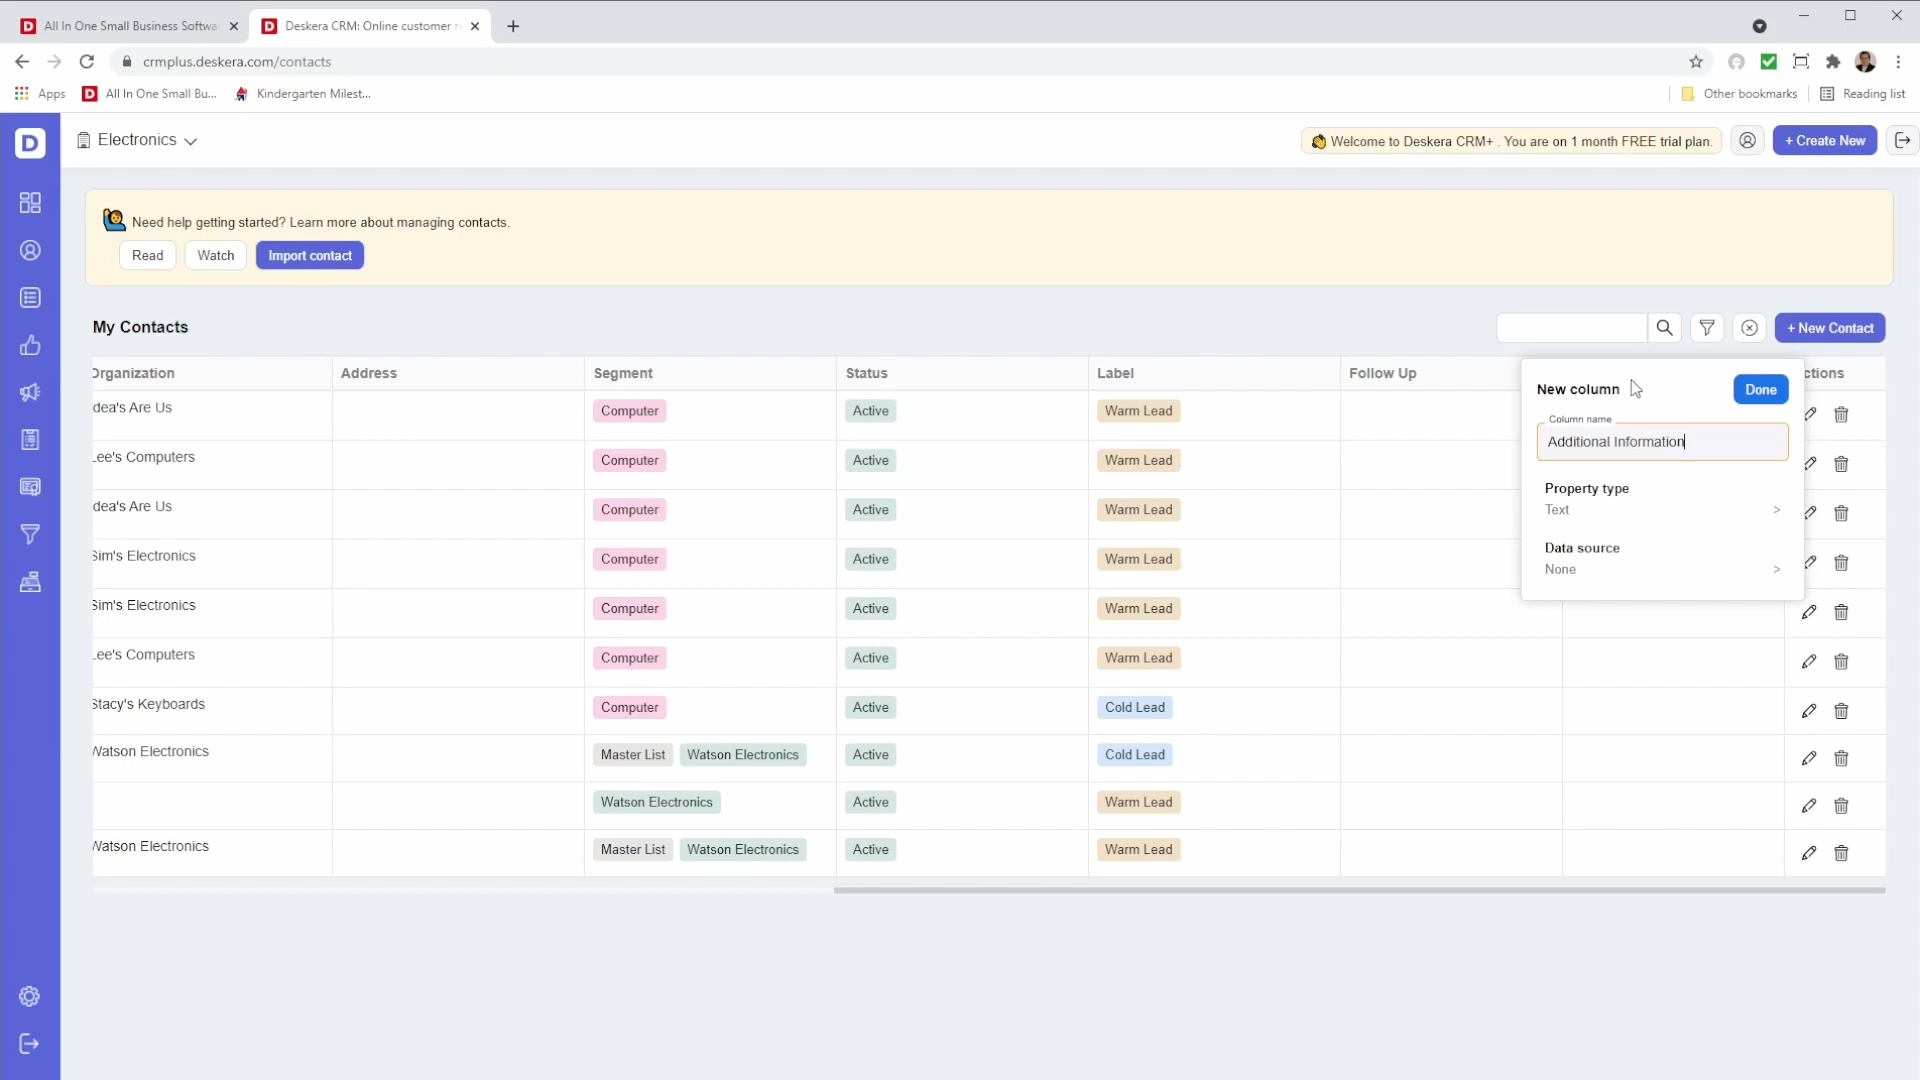 All In One Small Business Softwa
Deskera CRM: Online customer r
crmplus.deskera.com/contacts
Apps
All In One Small Bu...
Kindergarten Milest...
Other bookmarks
Reading list
D
Electronics
Welcome to Deskera CRM+ . You are on 1 month FREE trial plan.
+ Create New
Need help getting started? Learn more about managing contacts.
Read
Watch
Import contact
My Contacts
+ New Contact
Organization
Address
Segment
Status
Label
Follow Up
ctions
dea's Are Us
Computer
Active
Warm Lead
Lee's Computers
Computer
Active
Warm Lead
dea's Are Us
Computer
Active
Warm Lead
Sim's Electronics
Computer
Active
Warm Lead
Sim's Electronics
Computer
Active
Warm Lead
Lee's Computers
Computer
Active
Warm Lead
Stacy's Keyboards
Computer
Active
Cold Lead
Watson Electronics
Master List
Watson Electronics
Active
Cold Lead
Watson Electronics
Active
Warm Lead
Watson Electronics
Master List
Watson Electronics
Active
Warm Lead
New column
Done
Column name
Additional Information
Property type
Text >
Data source
None >